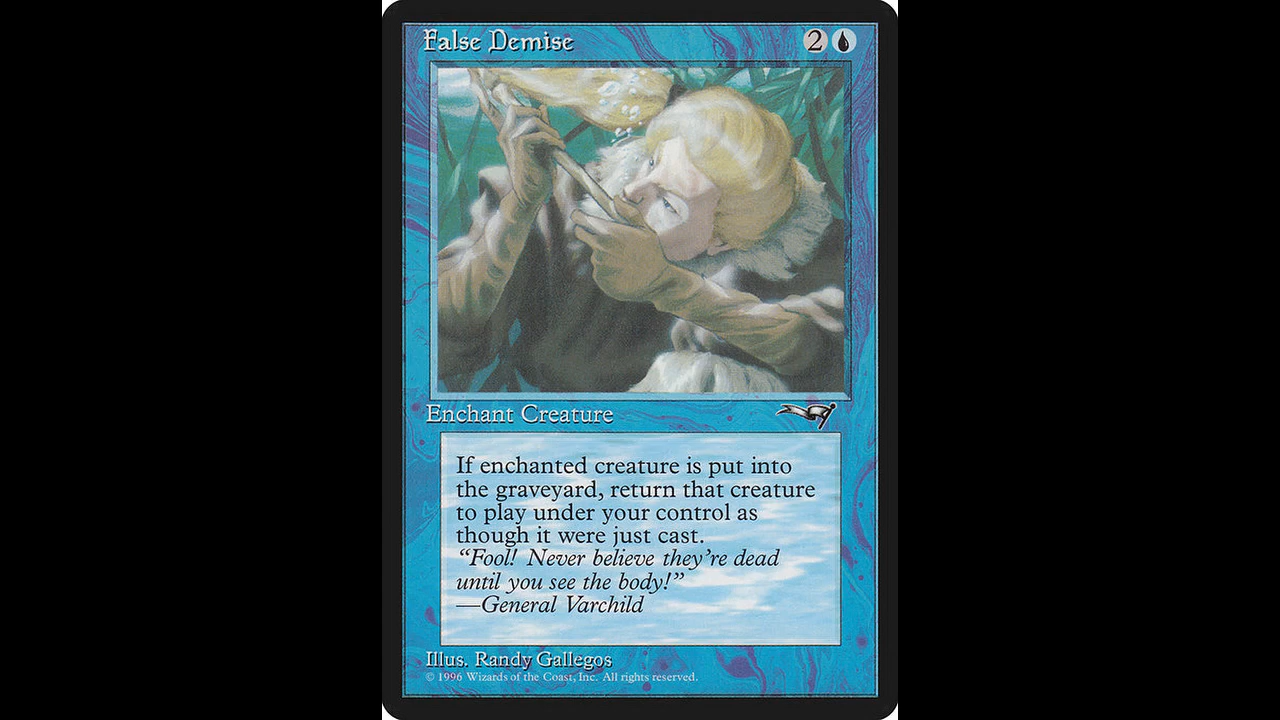 False Demise 2
Enchant Creature
If enchanted creature is put into
the graveyard, return that creature
to play under your control as
though it were just cast.
“Fool! Never believe they’re dead
until you see the body!”
—General Varchild
Illus. Randy Gallegos
© 1996 Wizards of the Coast, Inc. All rights reserved.